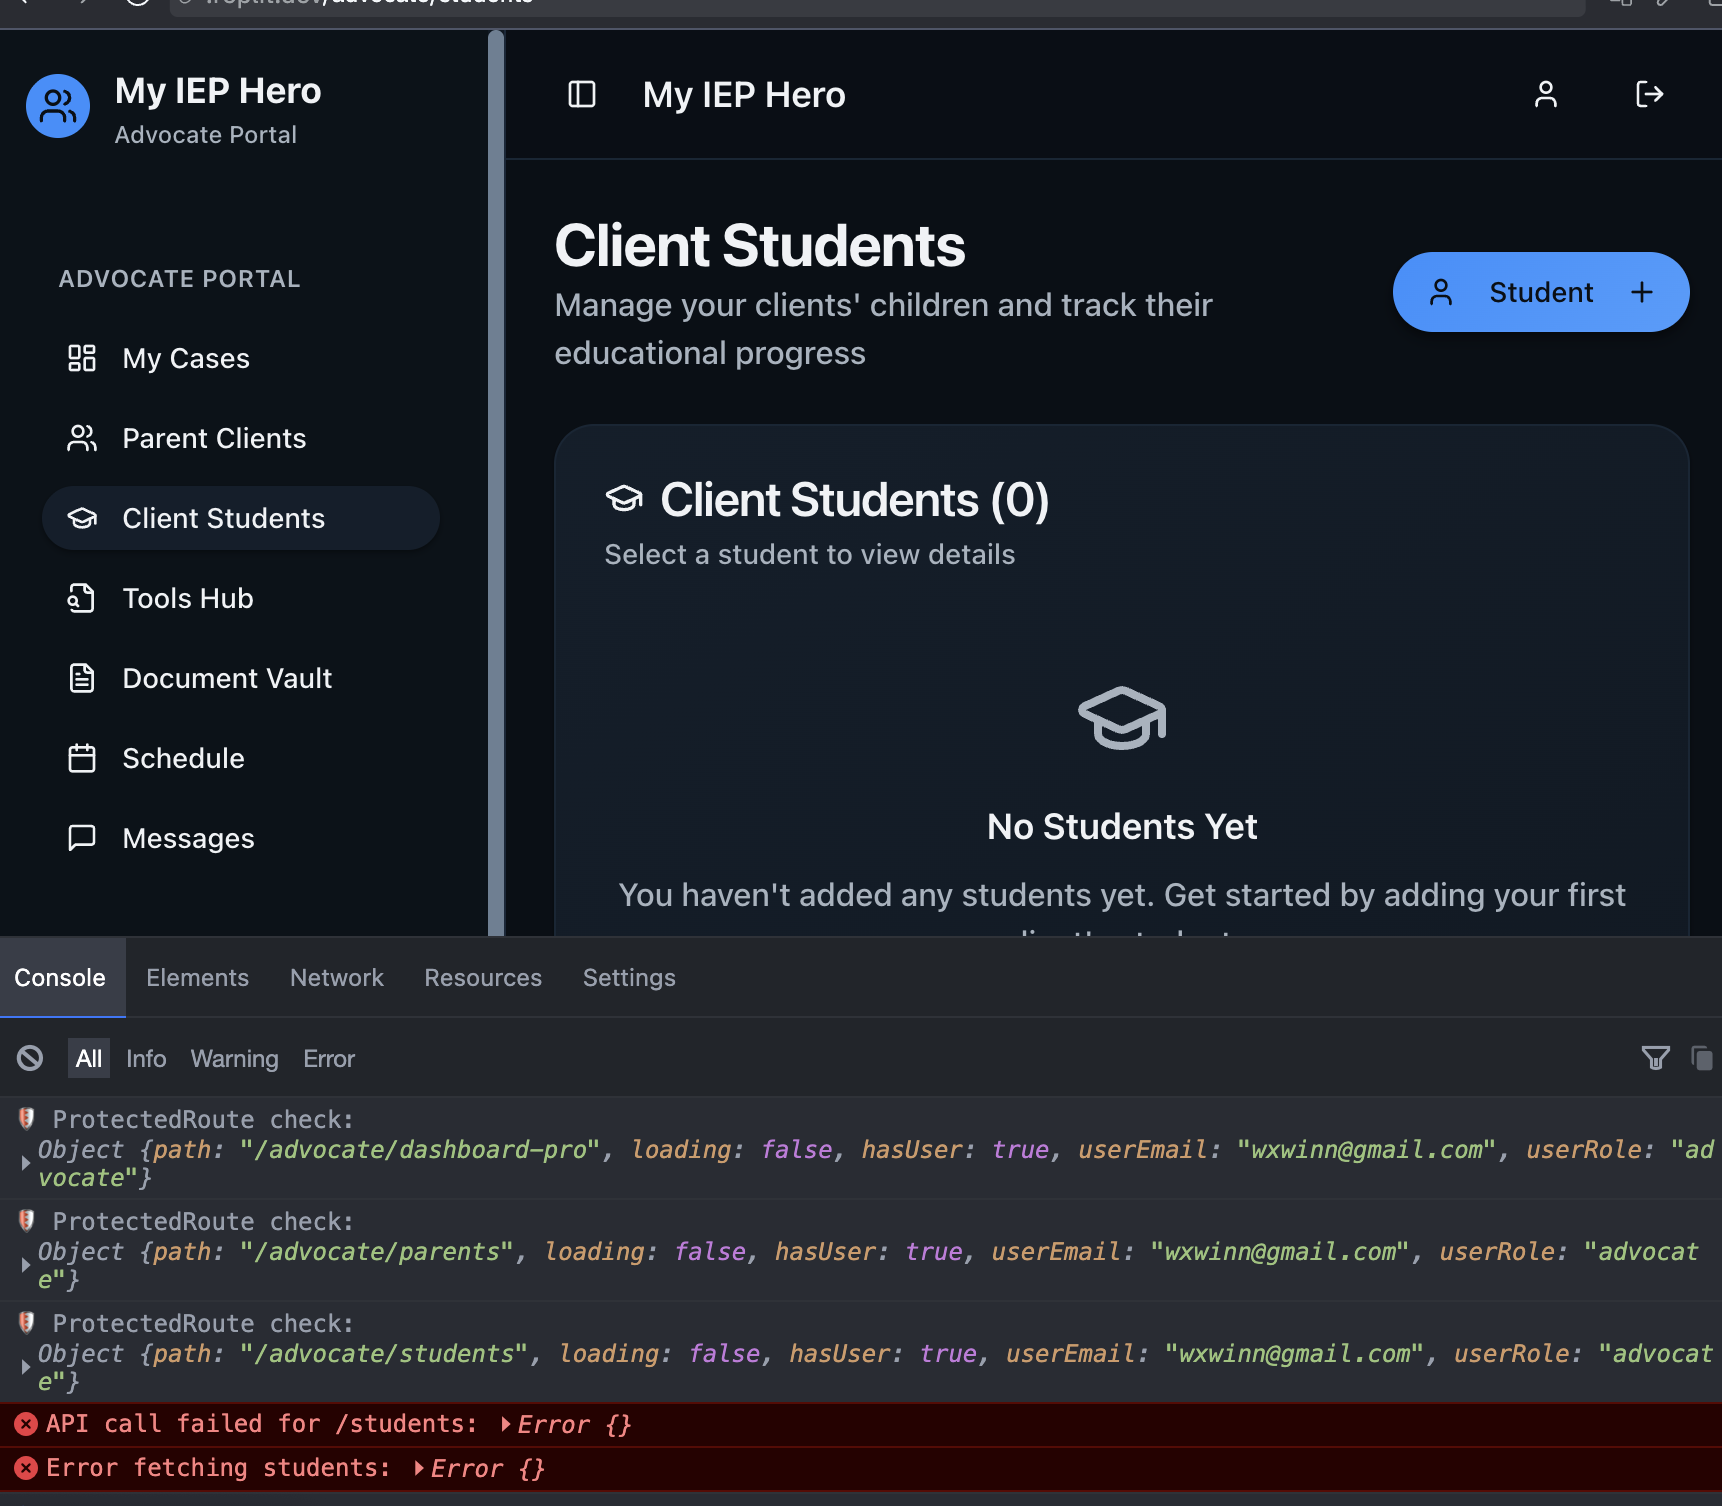 /advocate/students
My IEP Hero
Advocate Portal
My IEP Hero
ADVOCATE PORTAL
My Cases
Parent Clients
Client Students
Tools Hub
Document Vault
Schedule
Messages
Client Students
Manage your clients' children and track their
educational progress
Student +
Client Students (0)
Select a student to view details
No Students Yet
You haven't added any students yet. Get started by adding your first
Console Elements Network Resources Settings
All Info Warning Error
ProtectedRoute check:
Object {path: "/advocate/dashboard-pro", loading: false, hasUser: true, userEmail: "wxwinn@gmail.com", userRole: "ad
vocate"}
ProtectedRoute check:
Object {path: "/advocate/parents", loading: false, hasUser: true, userEmail: "wxwinn@gmail.com", userRole: "advocat
e"}
ProtectedRoute check:
Object {path: "/advocate/students", loading: false, hasUser: true, userEmail: "wxwinn@gmail.com", userRole: "advocat
e"}
API call failed for /students: Error {}
Error fetching students: Error {}